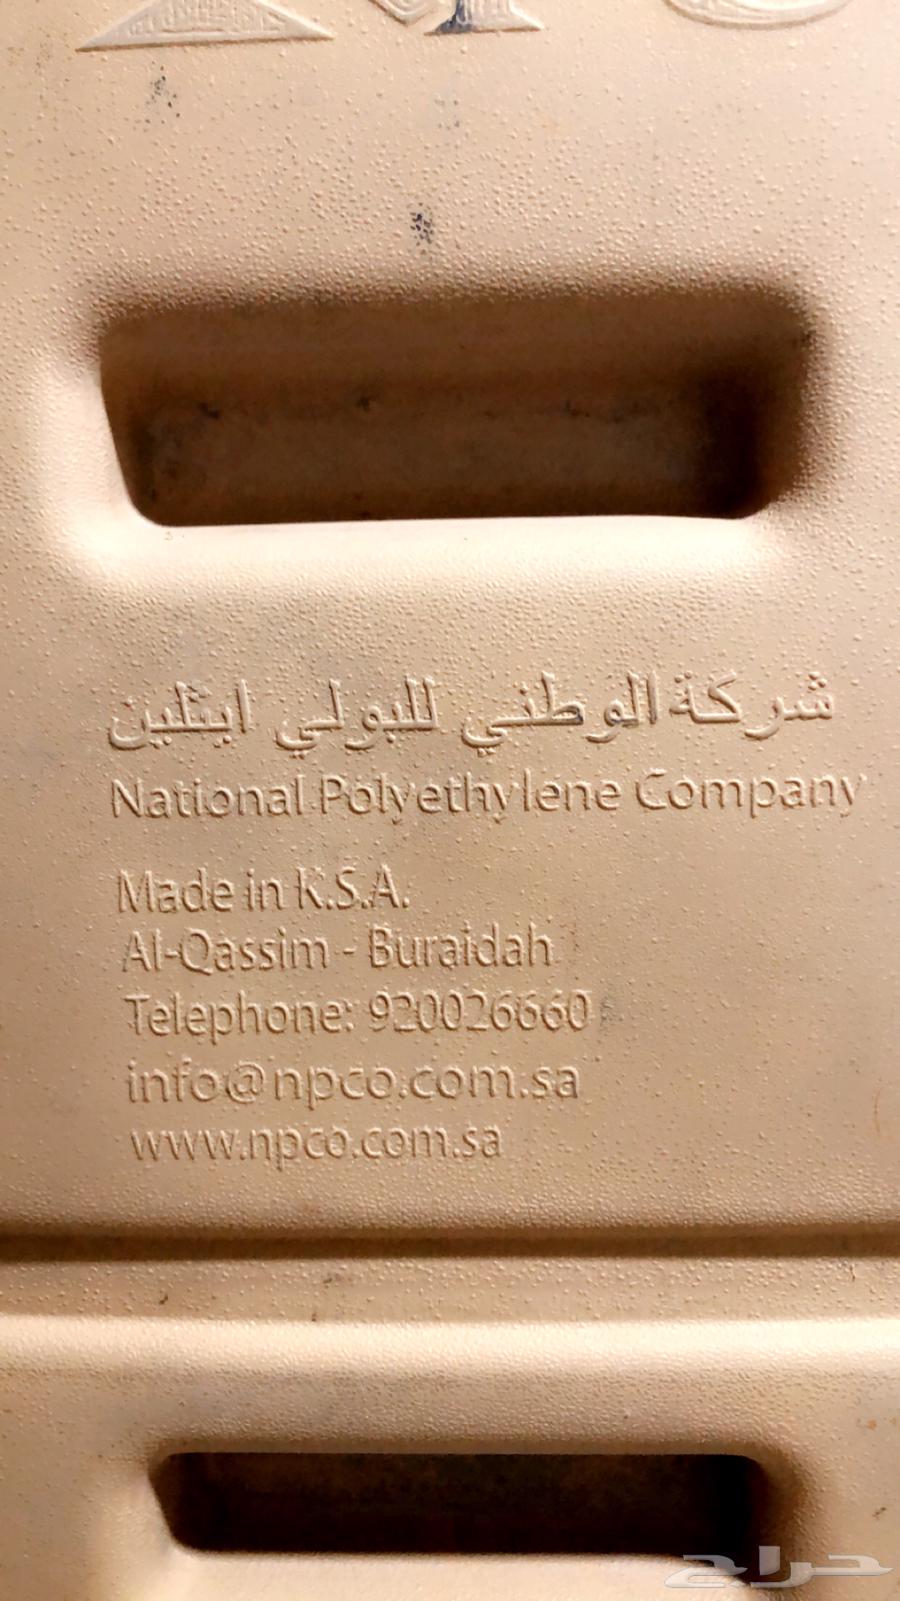 شركة الوطني للبولي ايثلين
National Polyethylene Company
Made in K.S.A.
Al-Qassim - Buraidah
Telephone: 920026660
info@npco.com.sa
www.npco.com.sa
حراج